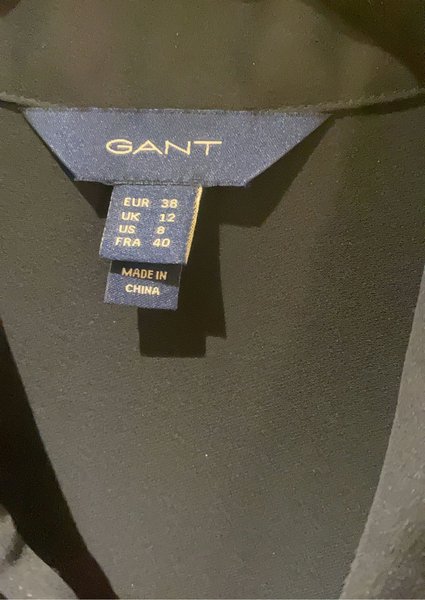 GANT
EUR 38
UK 12
US 8
FRA 40
MADE IN
CHINA